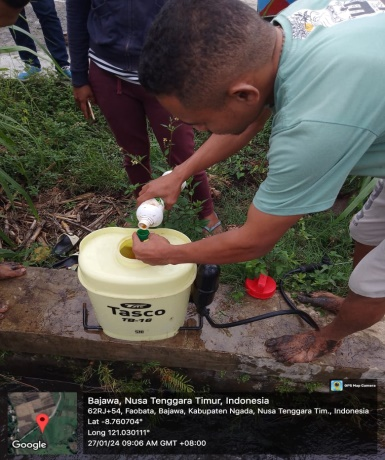 Tasco
TB-16
GPS Map Camera
Bajawa, Nusa Tenggara Timur, Indonesia
62RJ+54, Faobata, Bajawa, Kabupaten Ngada, Nusa Tenggara Tim., Indonesia
Lat -8.760704°
Long 121.030111°
27/01/24 09:06 AM GMT +08:00
Google